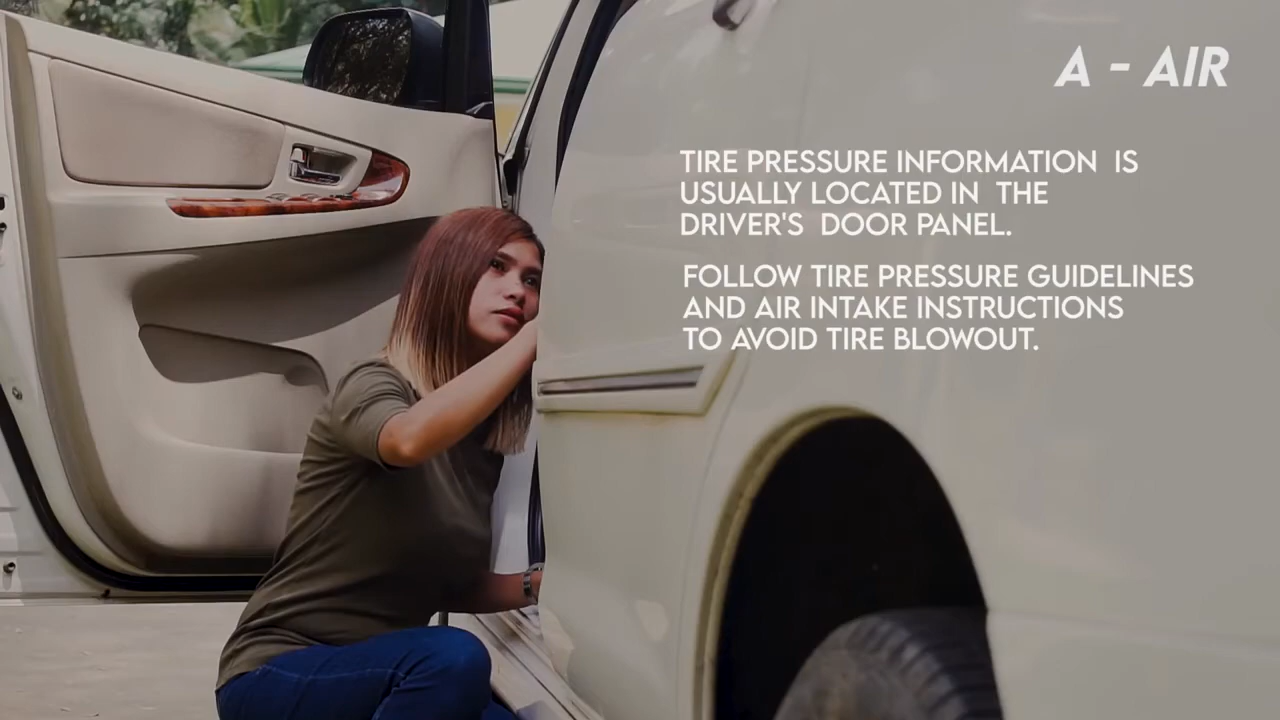 A - AIR
TIRE PRESSURE INFORMATION IS
USUALLY LOCATED IN THE
DRIVER'S DOOR PANEL.
FOLLOW TIRE PRESSURE GUIDELINES
AND AIR INTAKE INSTRUCTIONS
TO AVOID TIRE BLOWOUT.